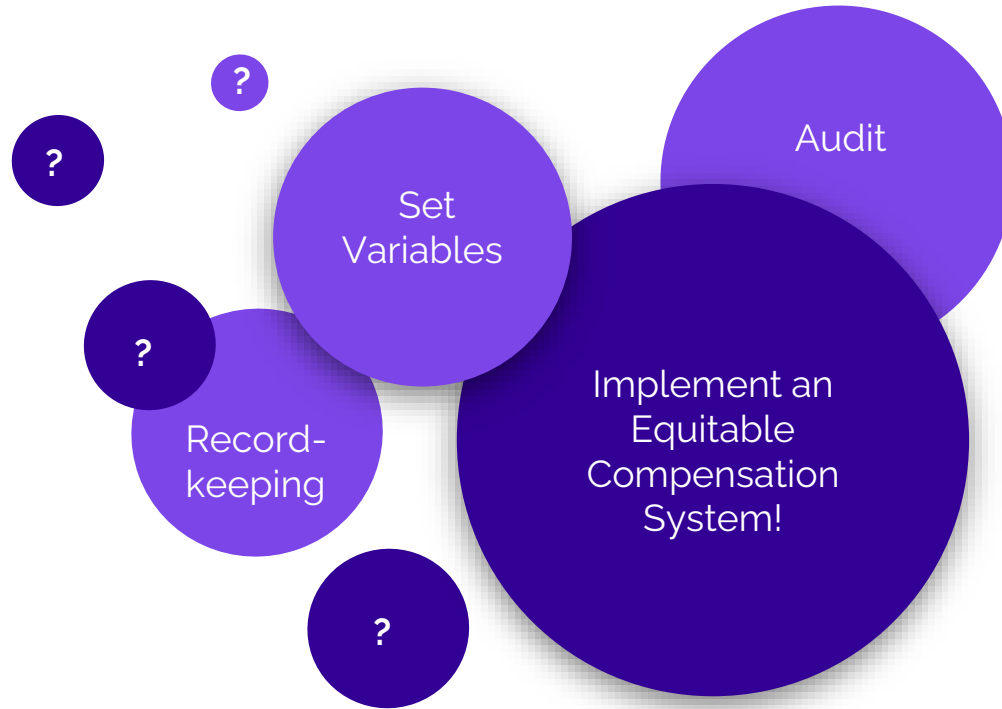 ?
?
Audit
Set
Variables
?
Record-
keeping
Implement an
Equitable
Compensation
System!
?